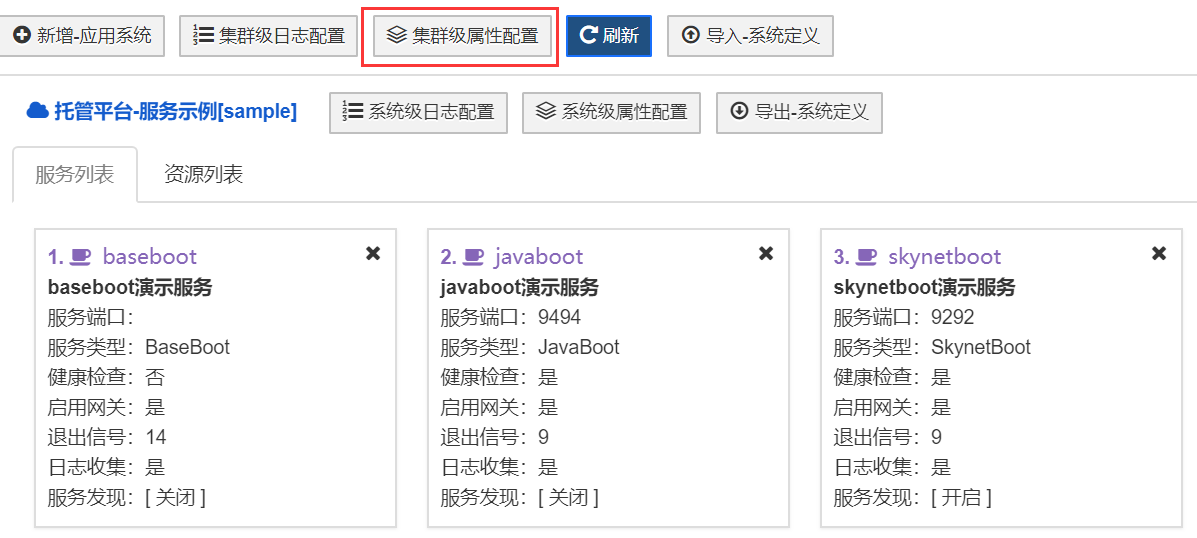 新增-应用系统 集群级日志配置 集群级属性配置 刷新 导入-系统定义
托管平台-服务示例[sample] 系统级日志配置 系统级属性配置 导出-系统定义
服务列表 资源列表
1. baseboot
baseboot演示服务
服务端口：
服务类型：BaseBoot
健康检查：否
启用网关：是
退出信号：14
日志收集：是
服务发现：[ 关闭 ]
2. javaboot
javaboot演示服务
服务端口：9494
服务类型：JavaBoot
健康检查：是
启用网关：是
退出信号：9
日志收集：是
服务发现：[ 关闭 ]
3. skynetboot
skynetboot演示服务
服务端口：9292
服务类型：SkynetBoot
健康检查：是
启用网关：是
退出信号：9
日志收集：是
服务发现：[ 开启 ]